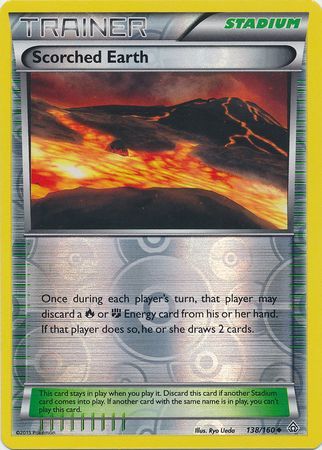 TRAINER STADIUM
Scorched Earth
Once during each player's turn, that player may
discard a or Energy card from his or her hand.
If that player does so, he or she draws 2 cards.
This card stays in play when you play it. Discard this card if another Stadium
card comes into play. If another card with the same name is in play, you can't
play this card.
©2015 Pokémon Illus. Ryo Ueda 138/160